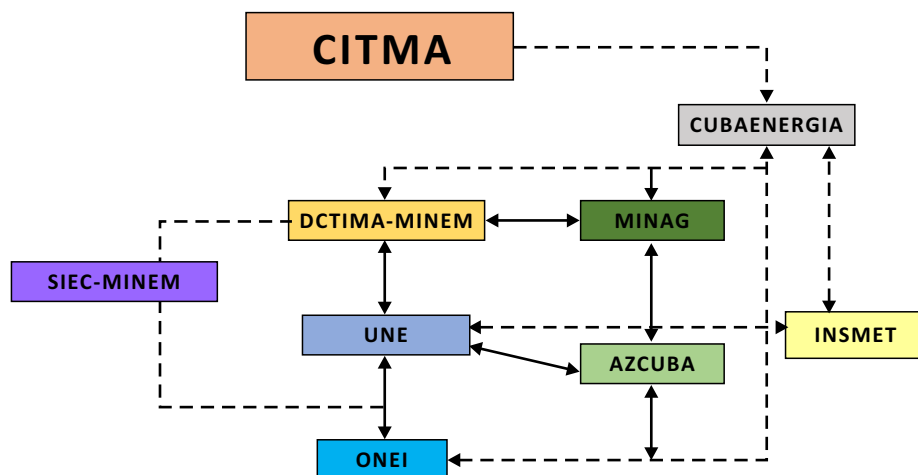 CITMA
CUBAENERGIA
DCTIMA-MINEM
MINAG
SIEC-MINEM
UNE
INSMET
AZCUBA
ONEI